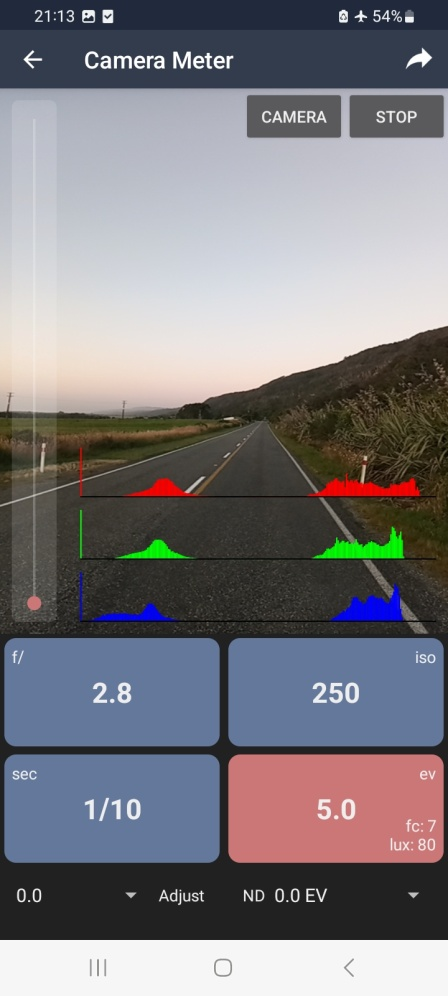 21:13 54%
Camera Meter
CAMERA STOP
f/ iso
2.8 250
sec ev
1/10 5.0
fc: 7
lux: 80
0.0 Adjust ND 0.0 EV